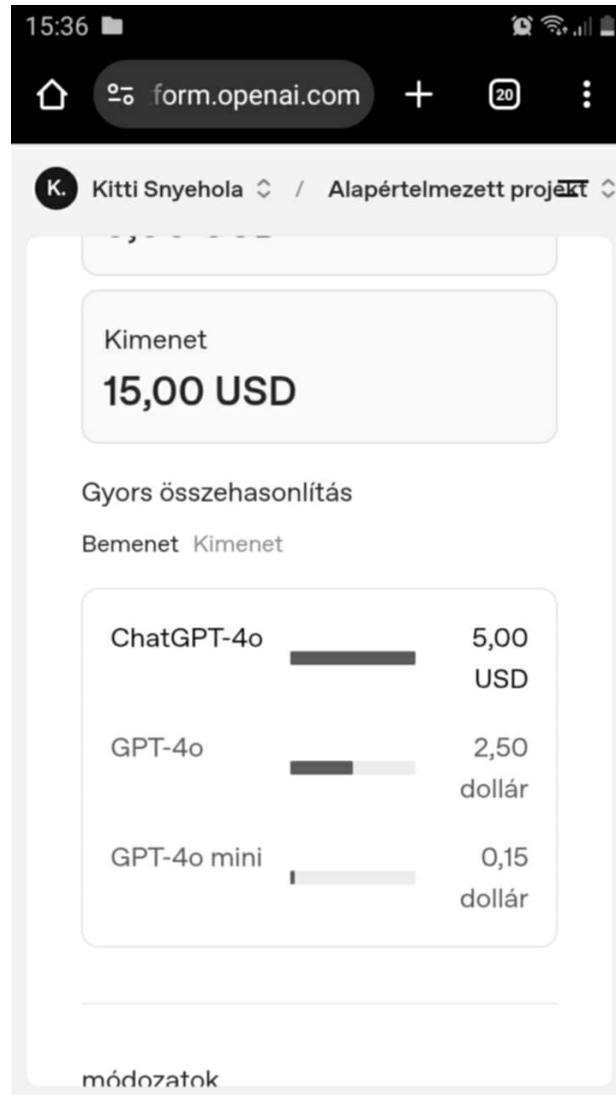 15:36
form.openai.com
20
K. Kitti Snyehola / Alapértelmezett projekt
Kimenet
15,00 USD
Gyors összehasonlítás
Bemenet Kimenet
ChatGPT-4o 5,00
USD
GPT-4o 2,50
dollár
GPT-4o mini 0,15
dollár
módozatok